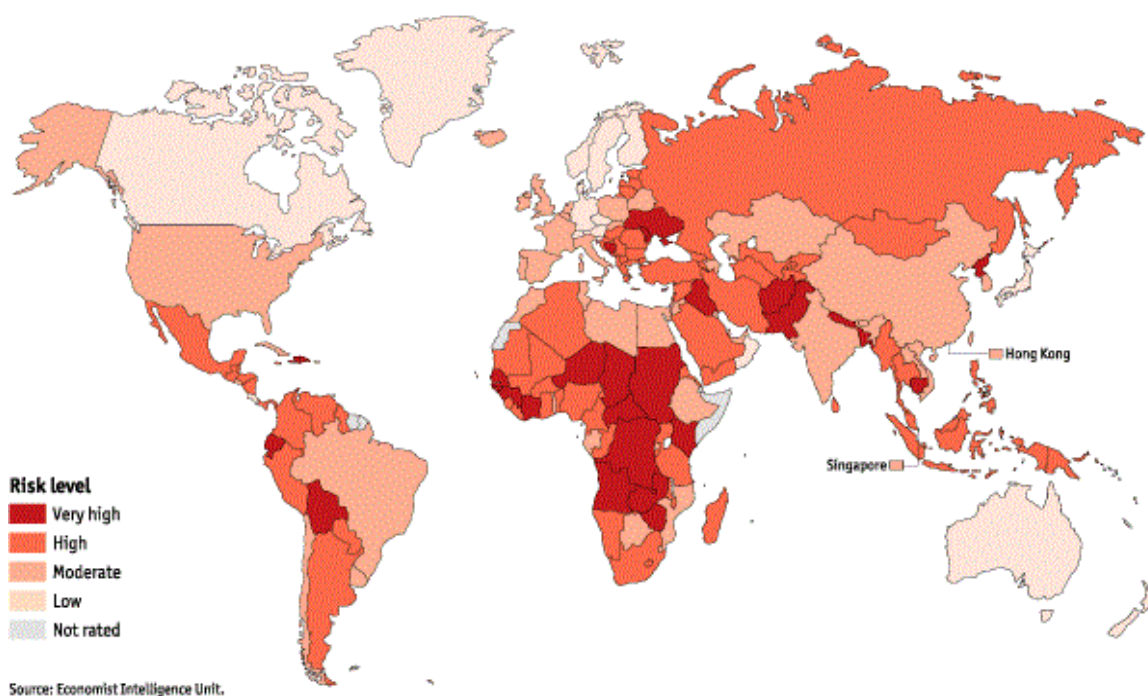 Hong Kong
Singapore
Risk level
Very high
High
Moderate
Low
Not rated
Source: Economist Intelligence Unit.